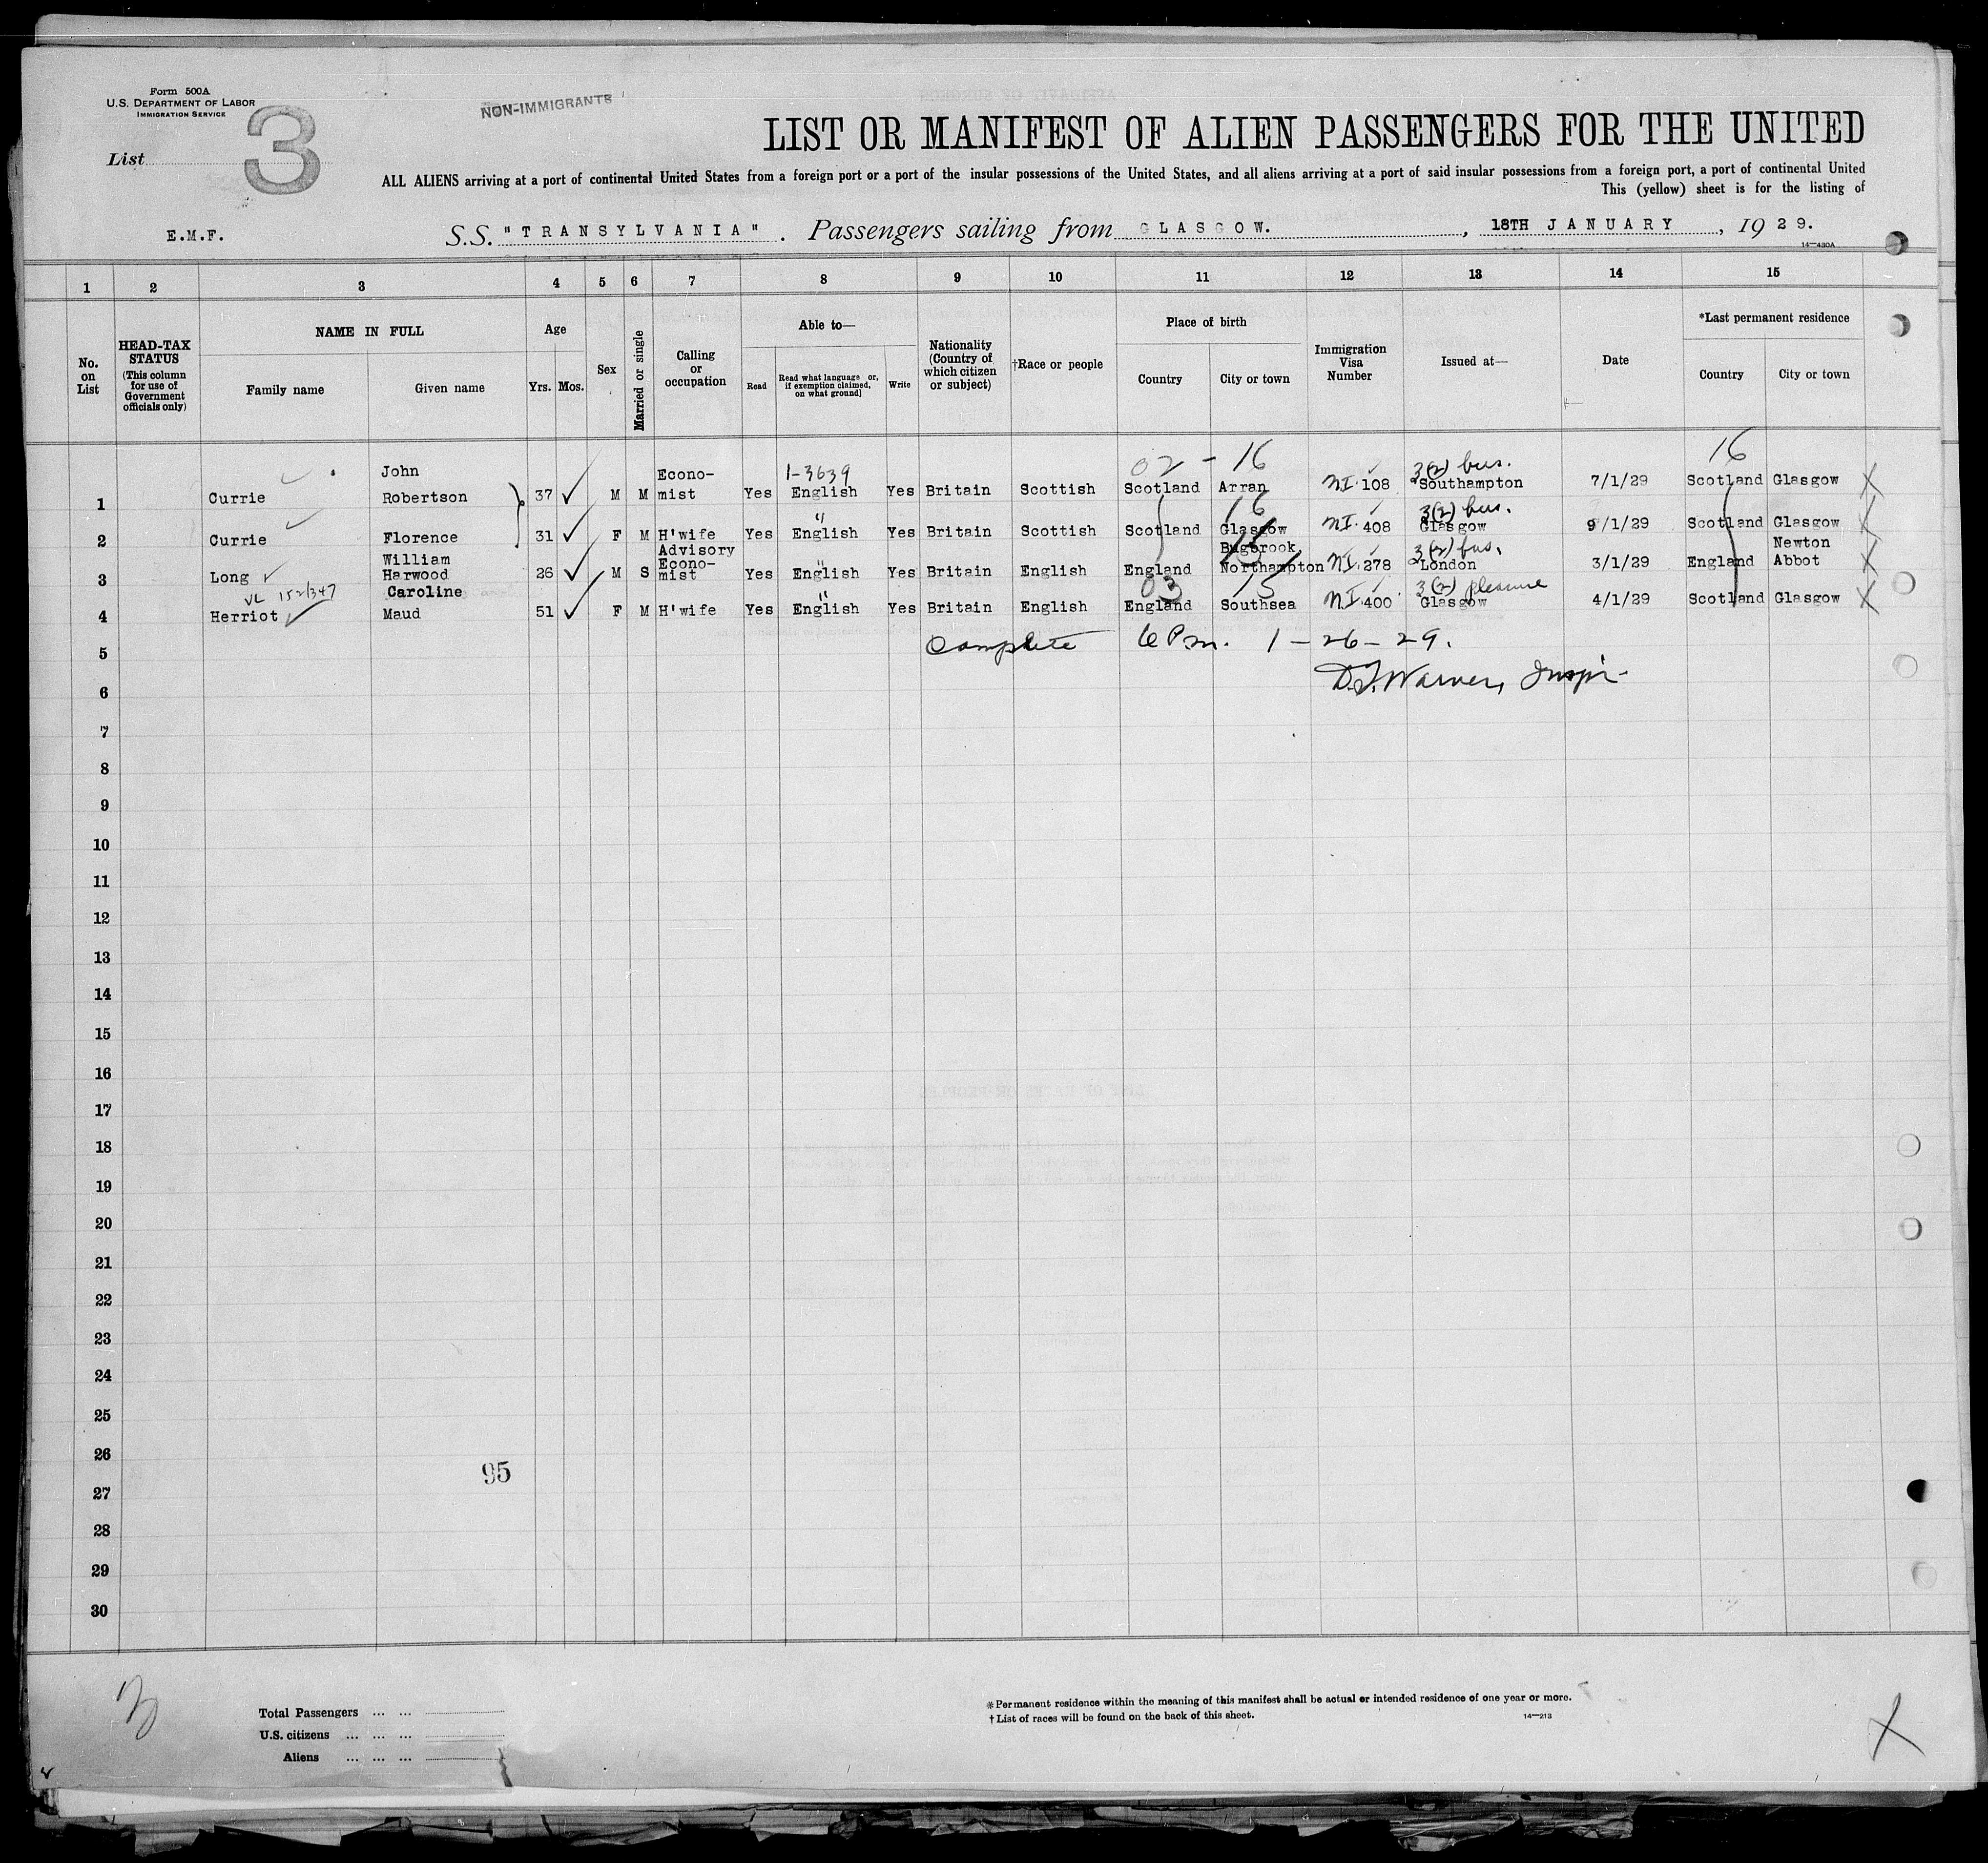 Form 500A
U.S. DEPARTMENT OF LABOR
IMMIGRATION SERVICE
NON-IMMIGRANTS
List 3
LIST OR MANIFEST OF ALIEN PASSENGERS FOR THE UNITED
ALL ALIENS arriving at a port of continental United States from a foreign port or a port of the insular possessions of the United States, and all aliens arriving at a port of said insular possessions from a foreign port, a port of continental United
This (yellow) sheet is for the listing of
E.M.F. S.S. "TRANSYLVANIA". Passengers sailing from GLASGOW. , 18TH JANUARY , 1929.
14-430A
1 2 3 4 5 6 7 8 9 10 11 12 13 14 15
No. on List
HEAD-TAX STATUS (This column for use of Government officials only)
NAME IN FULL
Family name Given name
Age
Yrs. Mos.
Sex
Married or single
Calling or occupation
Able to—
Read Read what language or, if exemption claimed, on what ground] Write
Nationality (Country of which citizen or subject)
†Race or people
Place of birth
Country City or town
Immigration Visa Number
Issued at—
Date
*Last permanent residence
Country City or town
John Econo- 1-3639 02 - 16 3(2) bus. 16
1 Currie Robertson 37 M M mist Yes English Yes Britain Scottish Scotland Arran NI 108 Southampton 7/1/29 Scotland Glasgow X
" 16 3(2) bus.
2 Currie Florence 31 F M H'wife Yes English Yes Britain Scottish Scotland Glasgow NI 408 Glasgow 9/1/29 Scotland Glasgow X
William Advisory Econo- " Bugbrook 15 3(2) bus. Newton
3 Long Harwood 26 M S mist Yes English Yes Britain English England Northampton NI 278 London 3/1/29 England Abbot X
VL 152/347 Caroline " 03 15 3(2) pleasure
4 Herriot Maud 51 F M H'wife Yes English Yes Britain English England Southsea NI 400 Glasgow 4/1/29 Scotland Glasgow X
5 Complete 6 Pm. 1-26-29.
6 D.J. Warner, Inspr
7
8
9
10
11
12
13
14
15
16
17
18
19
20
21
22
23
24
25
26
95
27
28
29
30
Total Passengers ... ...
U.S. citizens ... ... ...
Aliens ... ... ...
*Permanent residence within the meaning of this manifest shall be actual or intended residence of one year or more.
†List of races will be found on the back of this sheet.
14-213
X